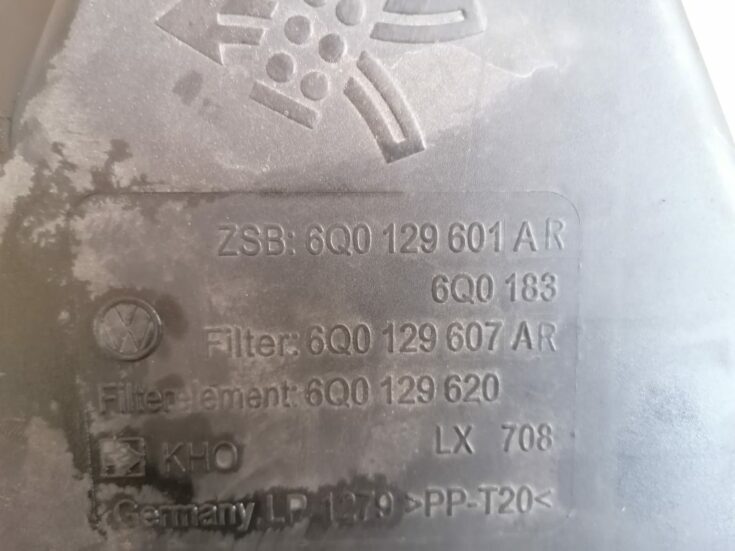 ZSB: 6Q0 129 601 AR
6Q0 183
Filter: 6Q0 129 607 AR
Filterelement: 6Q0 129 620
LX 708
KHO
Germany LP 1279 >PP-T20<